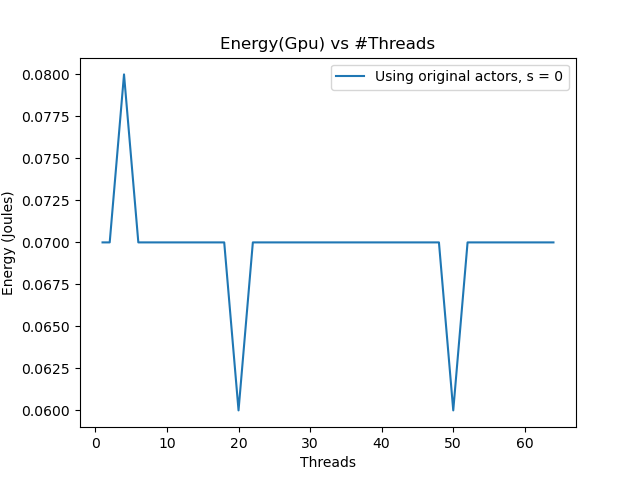 Energy(Gpu) vs #Threads
Using original actors, s = 0
Energy (Joules)
0.0800
0.0775
0.0750
0.0725
0.0700
0.0675
0.0650
0.0625
0.0600
0 10 20 30 40 50 60
Threads